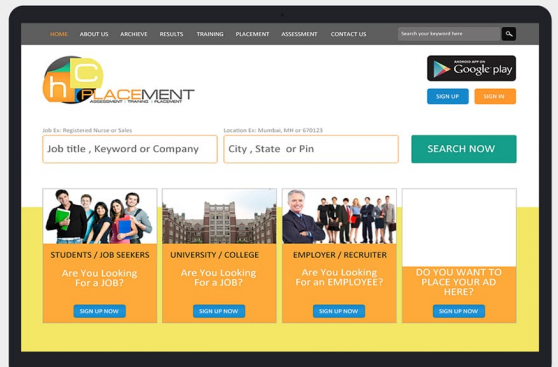 HOME ABOUT US ARCHIEVE RESULTS TRAINING PLACEMENT ASSESSMENT CONTACT US Search your keyword here
hC PLACEMENT
ASSESSMENT | TRAINING | PLACEMENT
ANDROID APP ON
Google play
SIGN UP SIGN IN
Job Ex: Registered Nurse or Sales Location Ex: Mumbai, MH or 670123
Job title , Keyword or Company City , State or Pin SEARCH NOW
STUDENTS / JOB SEEKERS
Are You Looking
For a JOB?
SIGN UP NOW
UNIVERSITY / COLLEGE
Are You Looking
For a JOB?
SIGN UP NOW
EMPLOYER / RECRUITER
Are You Looking
For an EMPLOYEE?
SIGN UP NOW
DO YOU WANT TO
PLACE YOUR AD
HERE?
SIGN UP NOW